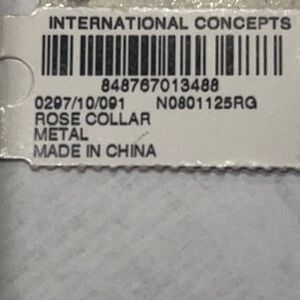 INTERNATIONAL CONCEPTS
848767013488
0297/10/091 N0801125RG
ROSE COLLAR
METAL
MADE IN CHINA